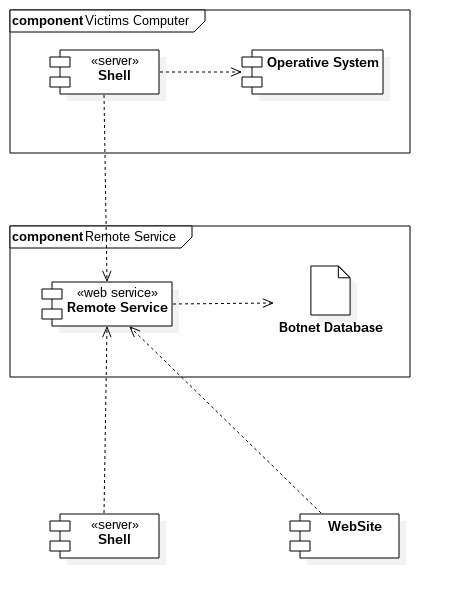 component Victims Computer
«server»
Shell
Operative System
component Remote Service
«web service»
Remote Service
Botnet Database
«server»
Shell
WebSite